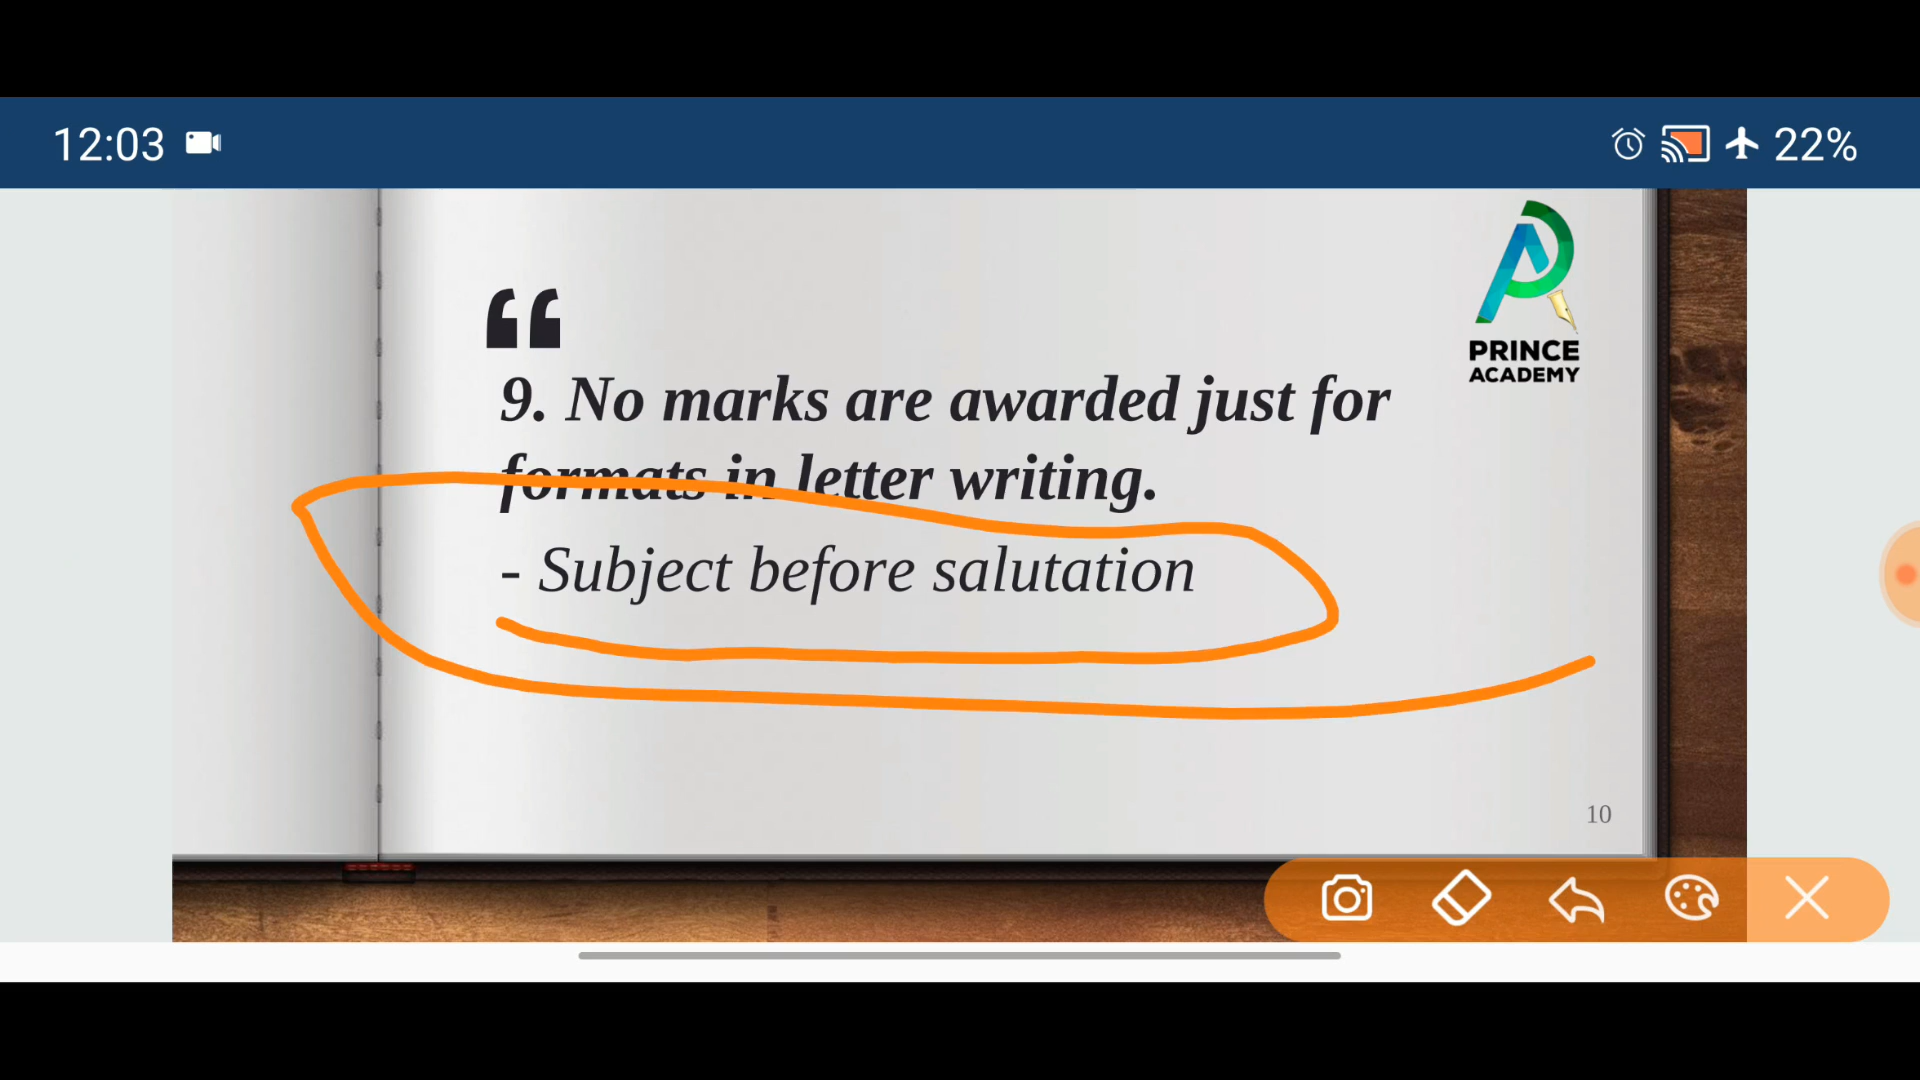 12:03
22%
PRINCE
ACADEMY
“
9. No marks are awarded just for
formats in letter writing.
- Subject before salutation
10